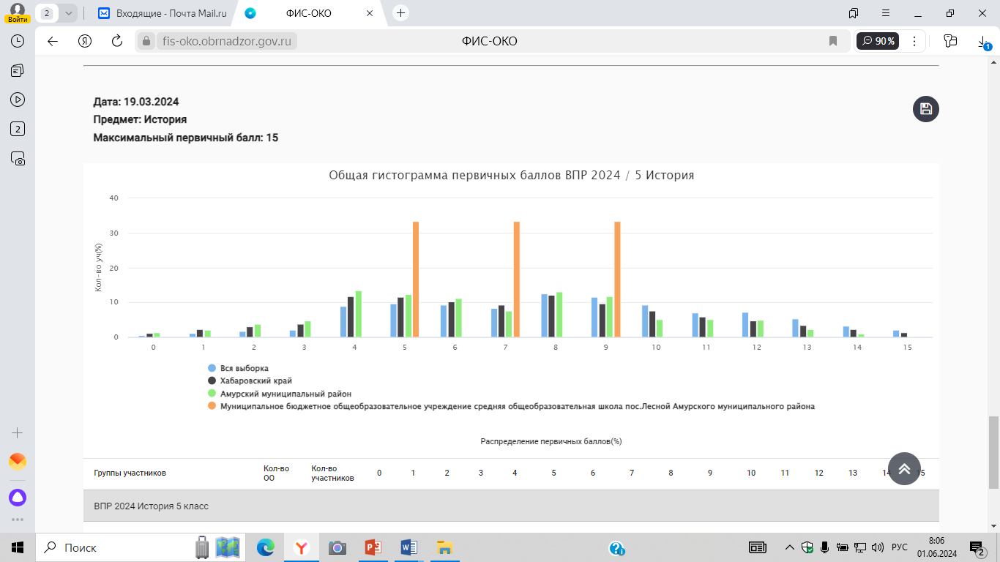 2
Входящие - Почта Mail.ru
ФИС-ОКО
Войти
Я
fis-oko.obrnadzor.gov.ru
ФИС-ОКО
90%
1
2
Дата: 19.03.2024
Предмет: История
Максимальный первичный балл: 15
Общая гистограмма первичных баллов ВПР 2024 / 5 История
Кол-во уч(%)
40
30
20
10
0
0 1 2 3 4 5 6 7 8 9 10 11 12 13 14 15
Вся выборка
Хабаровский край
Амурский муниципальный район
Муниципальное бюджетное общеобразовательное учреждение средняя общеобразовательная школа пос.Лесной Амурского муниципального района
Распределение первичных баллов(%)
Группы участников Кол-во ОО Кол-во участников 0 1 2 3 4 5 6 7 8 9 10 11 12 13 14 15
ВПР 2024 История 5 класс
Поиск
РУС
8:06
01.06.2024
2